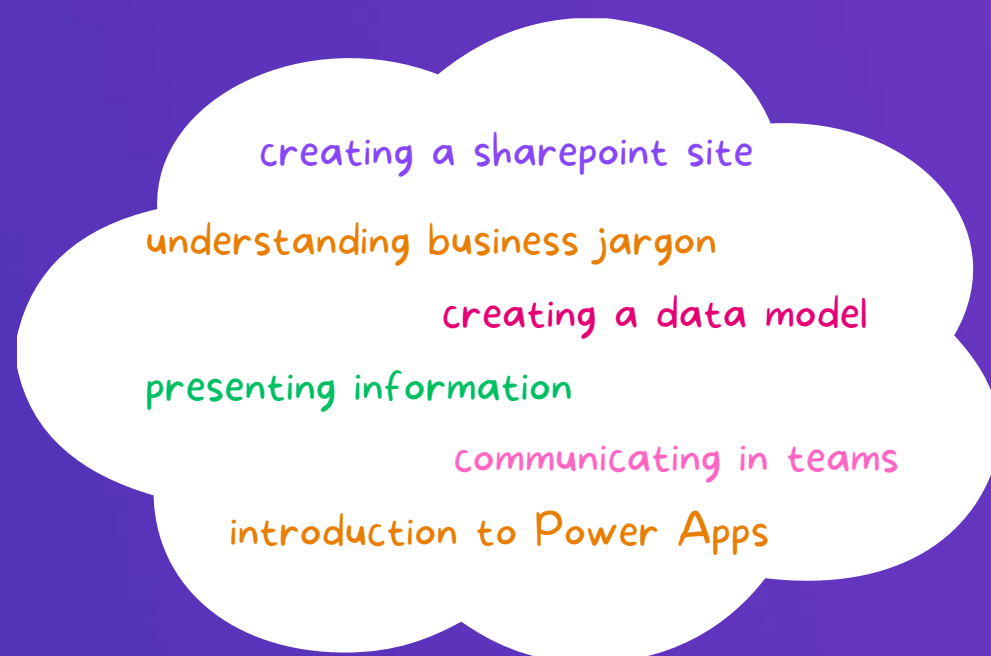 creating a sharepoint site
understanding business jargon
creating a data model
presenting information
communicating in teams
introduction to Power Apps